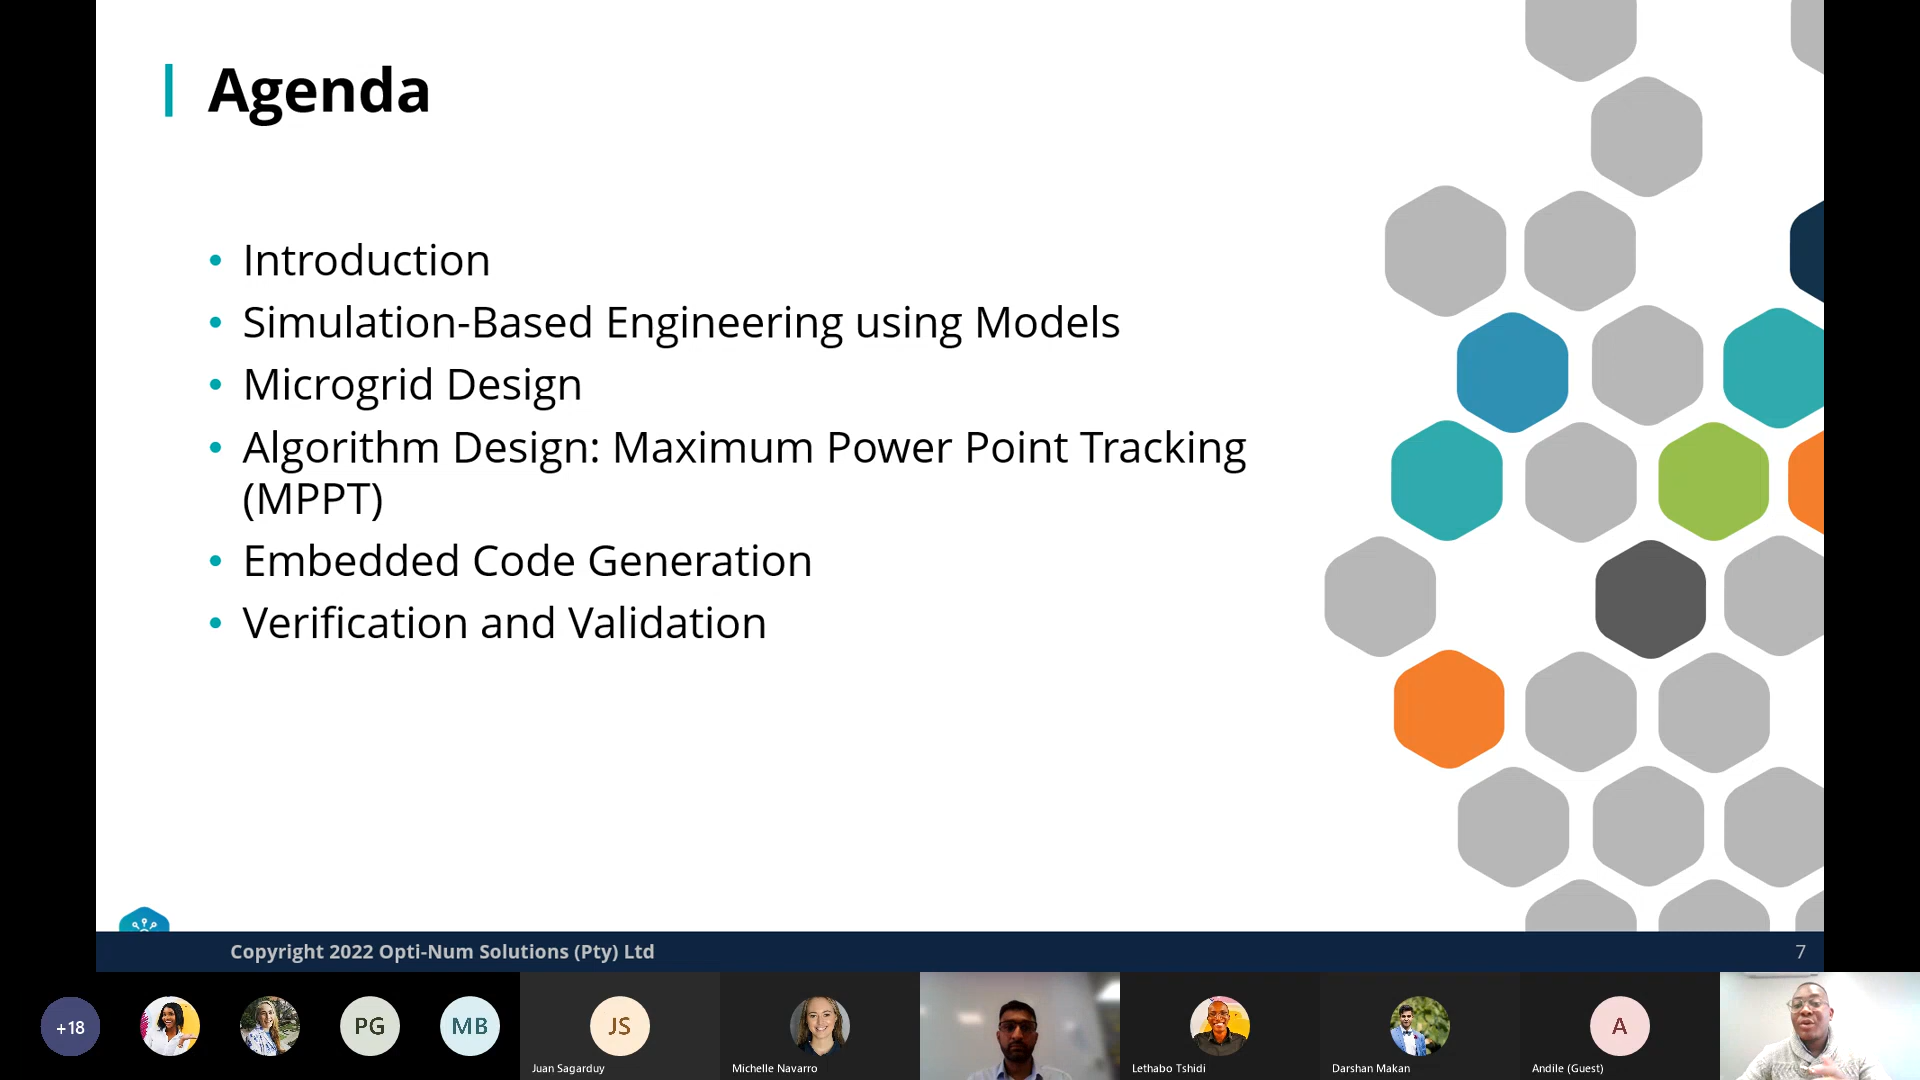 Agenda
• Introduction
• Simulation-Based Engineering using Models
• Microgrid Design
• Algorithm Design: Maximum Power Point Tracking
(MPPT)
• Embedded Code Generation
• Verification and Validation
Copyright 2022 Opti-Num Solutions (Pty) Ltd
7
+18
PG
MB
JS
Juan Sagarduy
Michelle Navarro
Lethabo Tshidi
Darshan Makan
A
Andile (Guest)